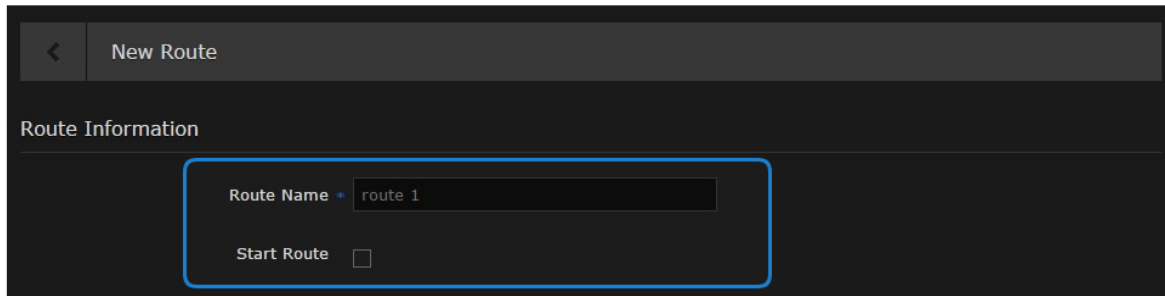 New Route
Route Information
Route Name * route 1
Start Route